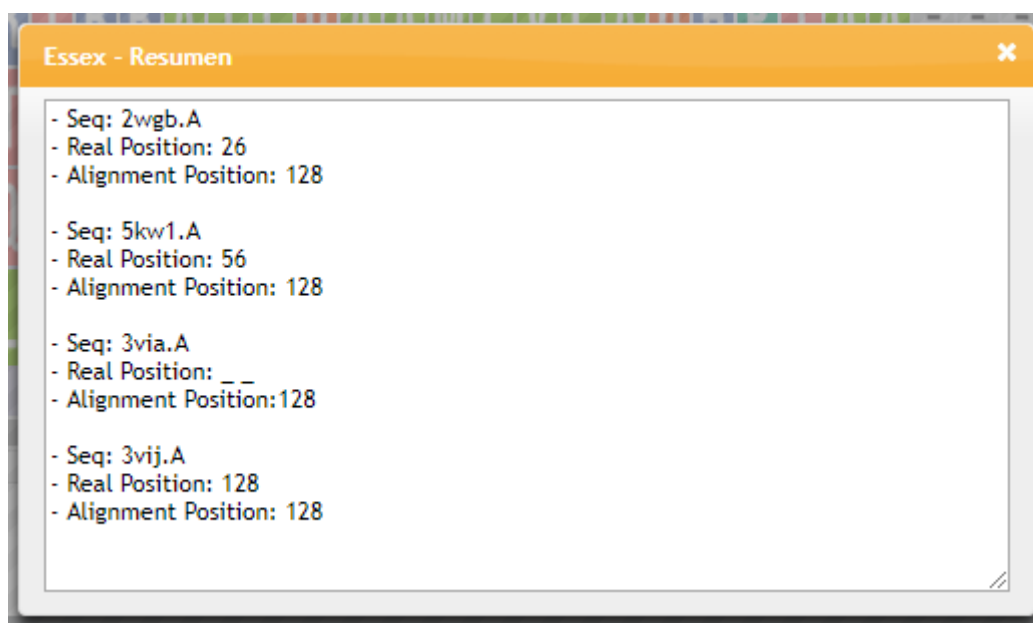 Essex - Resumen
- Seq: 2wgb.A
- Real Position: 26
- Alignment Position: 128
- Seq: 5kw1.A
- Real Position: 56
- Alignment Position: 128
- Seq: 3via.A
- Real Position: _ _
- Alignment Position:128
- Seq: 3vij.A
- Real Position: 128
- Alignment Position: 128